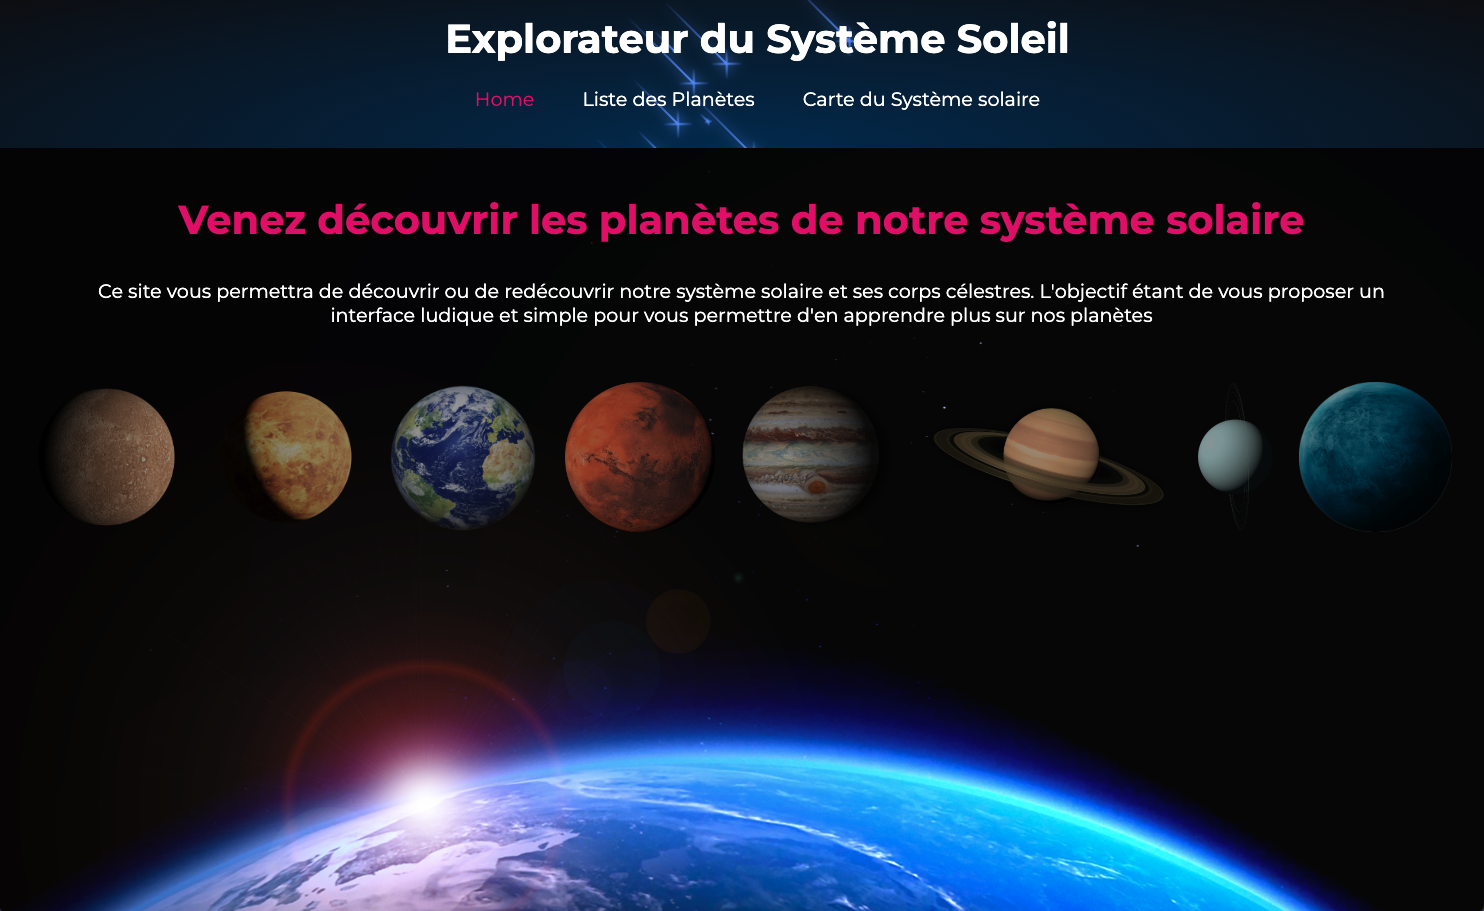 Explorateur du Système Soleil
Home Liste des Planètes Carte du Système solaire
Venez découvrir les planètes de notre système solaire
Ce site vous permettra de découvrir ou de redécouvrir notre système solaire et ses corps célestres. L'objectif étant de vous proposer un
interface ludique et simple pour vous permettre d'en apprendre plus sur nos planètes